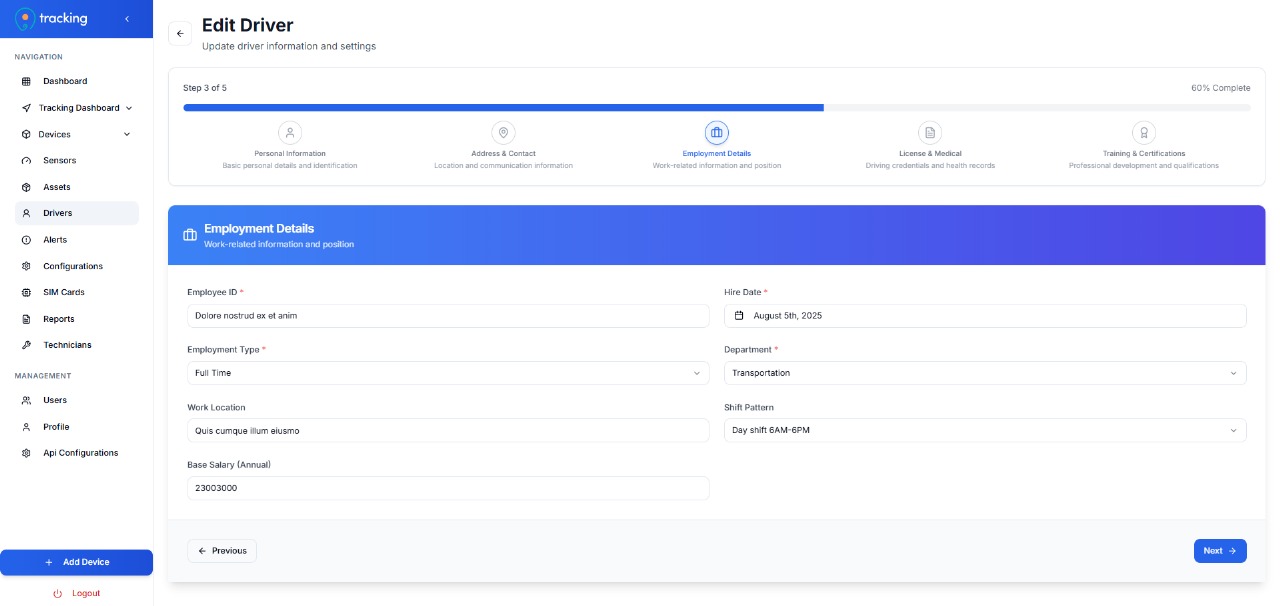 tracking
NAVIGATION
Dashboard
Tracking Dashboard
Devices
Sensors
Assets
Drivers
Alerts
Configurations
SIM Cards
Reports
Technicians
MANAGEMENT
Users
Profile
Api Configurations
Add Device
Logout
Edit Driver
Update driver information and settings
Step 3 of 5
60% Complete
Personal Information
Basic personal details and identification
Address & Contact
Location and communication information
Employment Details
Work-related information and position
License & Medical
Driving credentials and health records
Training & Certifications
Professional development and qualifications
Employment Details
Work-related information and position
Employee ID *
Dolore nostrud ex et anim
Hire Date *
August 5th, 2025
Employment Type *
Full Time
Department *
Transportation
Work Location
Quis cumque illum eiusmo
Shift Pattern
Day shift 6AM-6PM
Base Salary (Annual)
23003000
Previous
Next